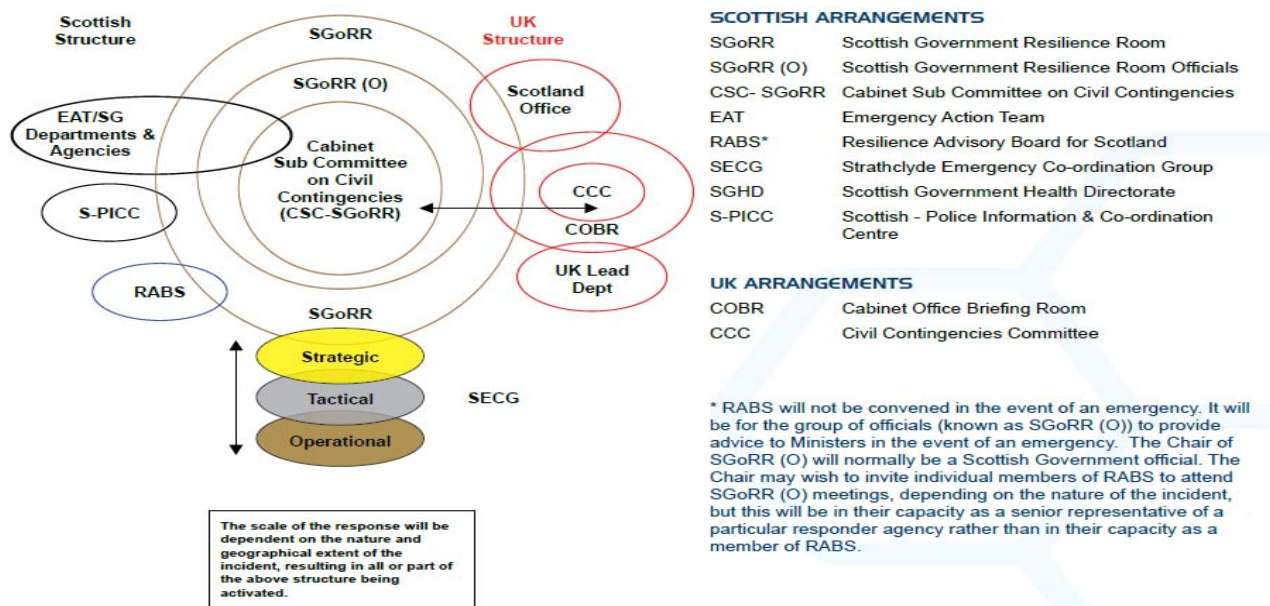 Scottish
Structure
SGoRR
UK
Structure
SGoRR (O)
Scotland
Office
EAT/SG
Departments &
Agencies
Cabinet
Sub Committee
on Civil
Contingencies
(CSC-SGoRR)
CCC
S-PICC
COBR
UK Lead
Dept
RABS
SGoRR
Strategic
Tactical
SECG
Operational
The scale of the response will be
dependent on the nature and
geographical extent of the
incident, resulting in all or part of
the above structure being
activated.
SCOTTISH ARRANGEMENTS
SGoRR Scottish Government Resilience Room
SGoRR (O) Scottish Government Resilience Room Officials
CSC- SGoRR Cabinet Sub Committee on Civil Contingencies
EAT Emergency Action Team
RABS* Resilience Advisory Board for Scotland
SECG Strathclyde Emergency Co-ordination Group
SGHD Scottish Government Health Directorate
S-PICC Scottish - Police Information & Co-ordination
Centre
UK ARRANGEMENTS
COBR Cabinet Office Briefing Room
CCC Civil Contingencies Committee
* RABS will not be convened in the event of an emergency. It will
be for the group of officials (known as SGoRR (O)) to provide
advice to Ministers in the event of an emergency. The Chair of
SGoRR (O) will normally be a Scottish Government official. The
Chair may wish to invite individual members of RABS to attend
SGoRR (O) meetings, depending on the nature of the incident,
but this will be in their capacity as a senior representative of a
particular responder agency rather than in their capacity as a
member of RABS.